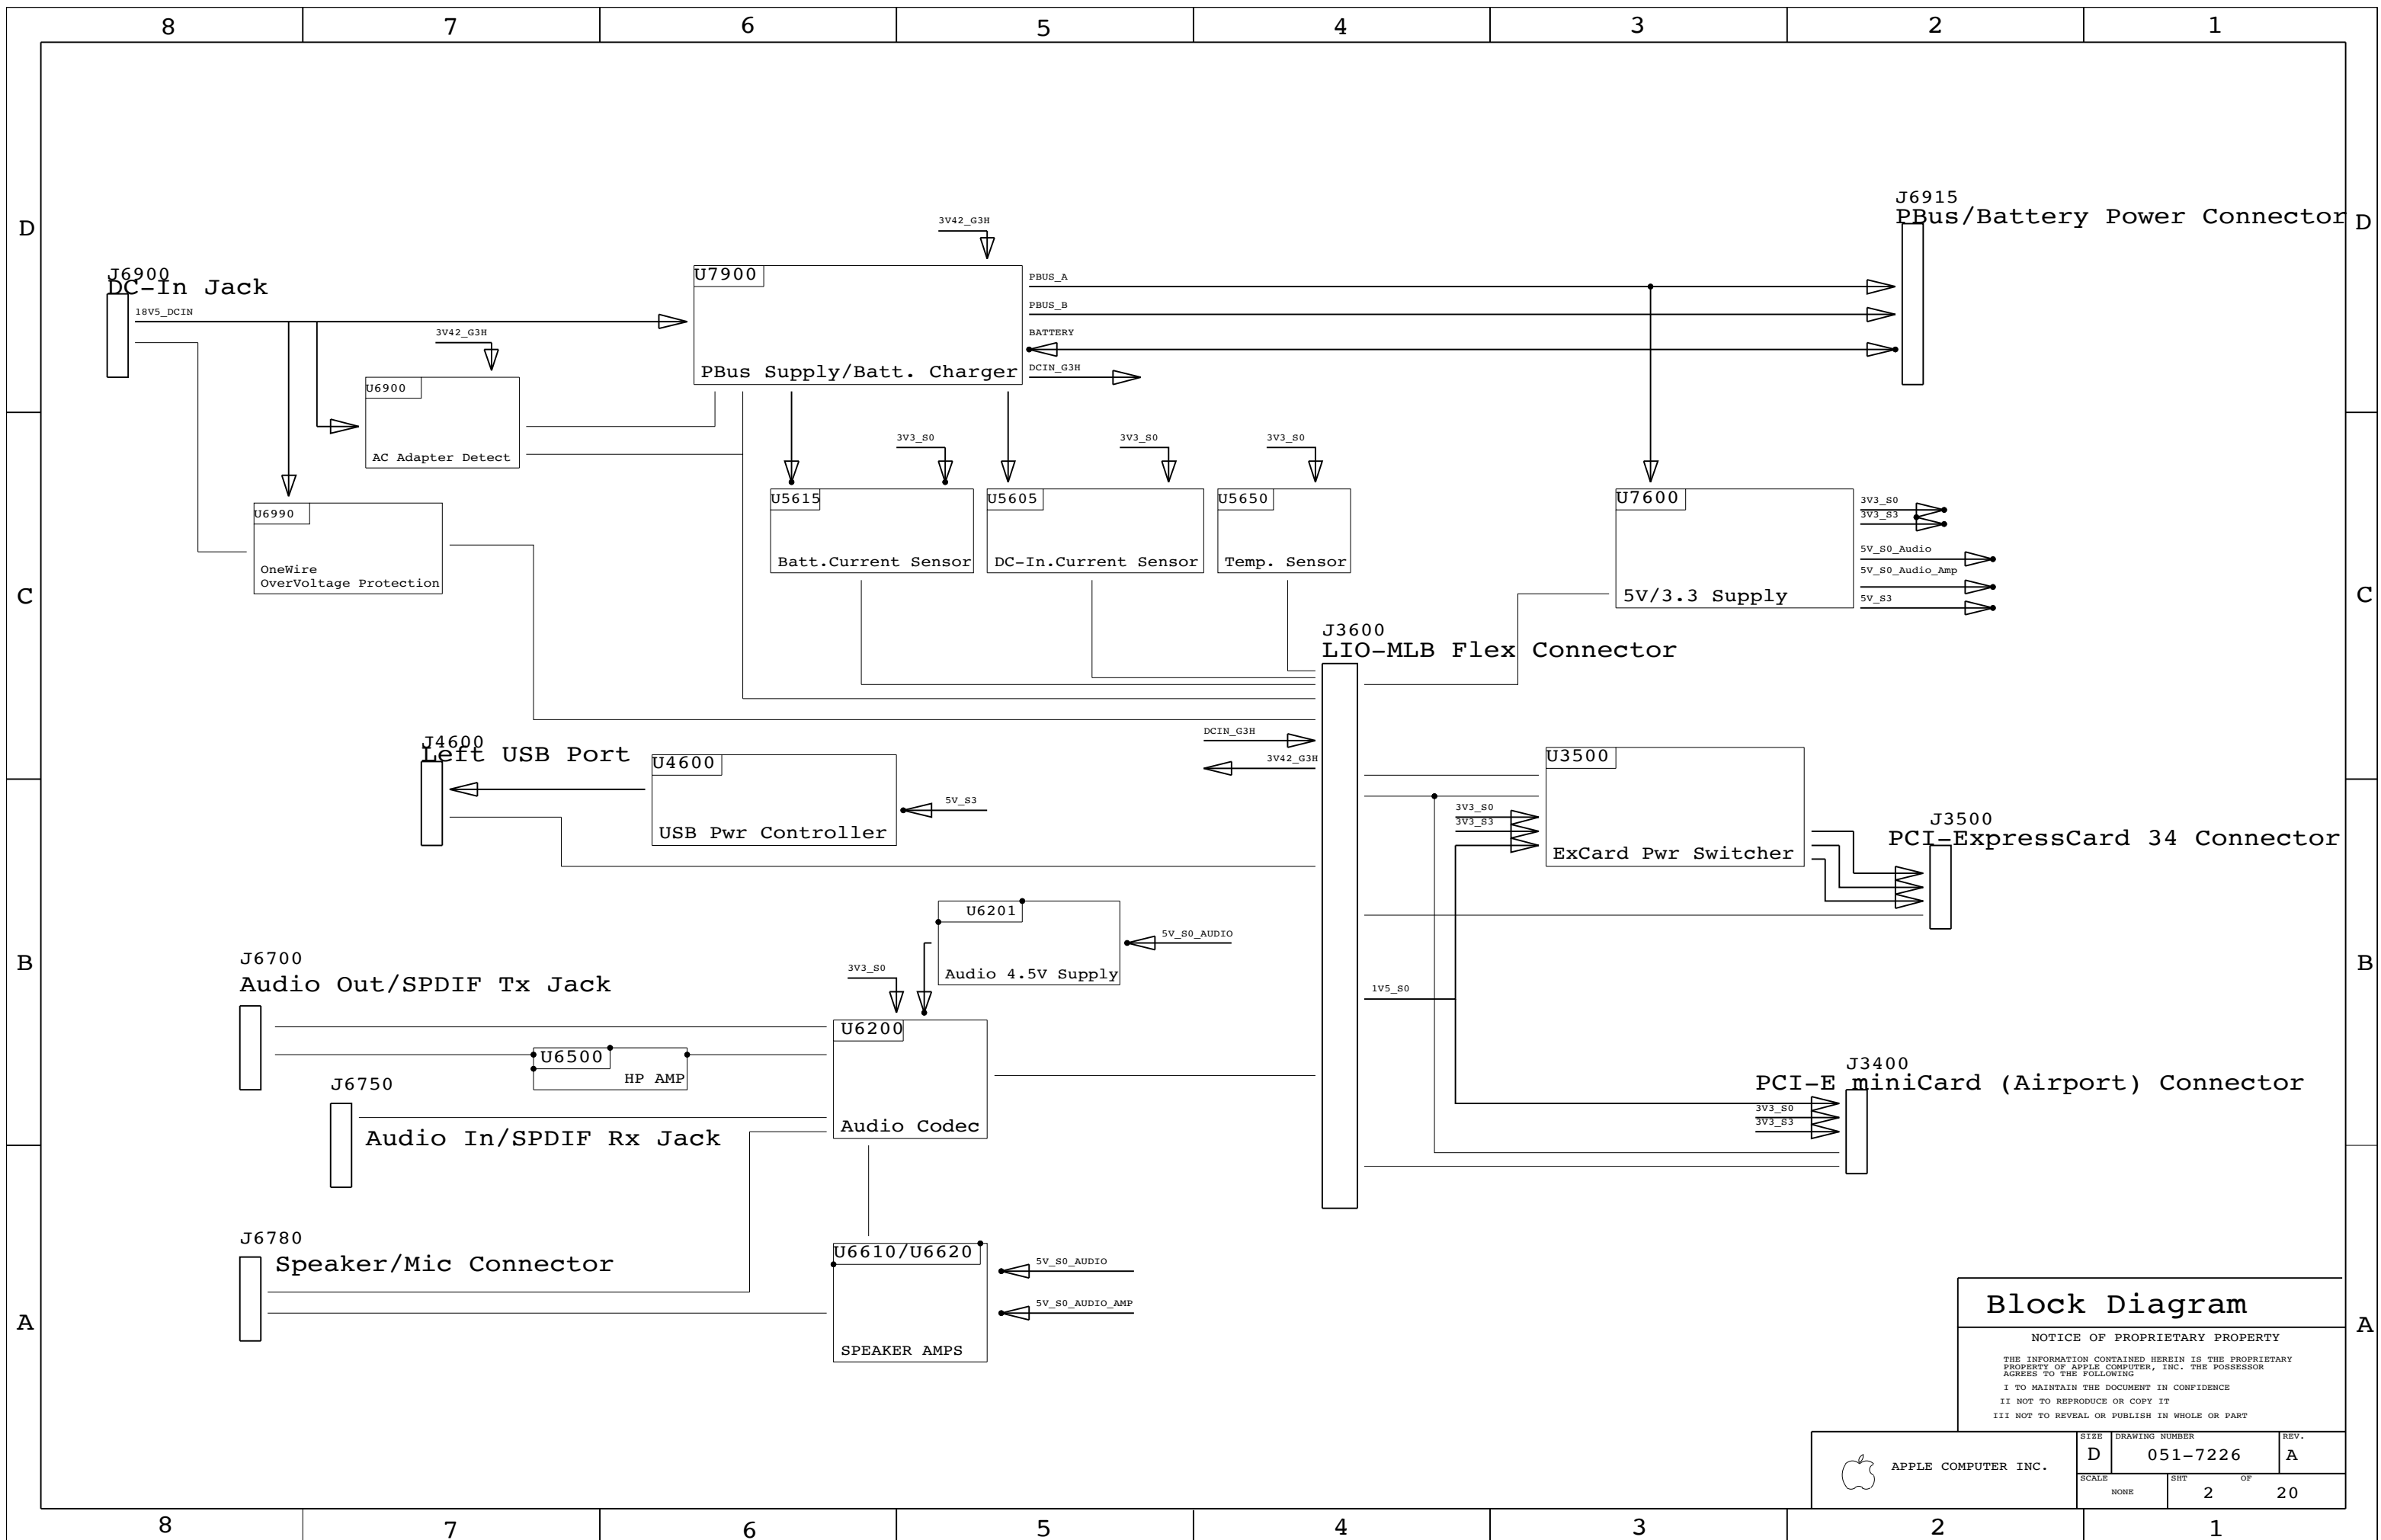 8 7 6 5 4 3 2 1
D
J6915
PBus/Battery Power Connector
D
3V42_G3H
J6900
DC-In Jack
18V5_DCIN
U7900
PBus Supply/Batt. Charger
PBUS_A
PBUS_B
BATTERY
DCIN_G3H
3V42_G3H
U6900
AC Adapter Detect
3V3_S0
3V3_S0
3V3_S0
U6990
OneWire
OverVoltage Protection
U5615
Batt.Current Sensor
U5605
DC-In.Current Sensor
U5650
Temp. Sensor
U7600
5V/3.3 Supply
3V3_S0
3V3_S3
5V_S0_Audio
5V_S0_Audio_Amp
5V_S3
C
C
J3600
LIO-MLB Flex Connector
DCIN_G3H
3V42_G3H
J4600
Left USB Port
U4600
USB Pwr Controller
5V_S3
U3500
ExCard Pwr Switcher
3V3_S0
3V3_S3
J3500
PCI-ExpressCard 34 Connector
U6201
Audio 4.5V Supply
5V_S0_AUDIO
B
B
J6700
Audio Out/SPDIF Tx Jack
3V3_S0
1V5_S0
U6200
Audio Codec
U6500
HP AMP
J6750
Audio In/SPDIF Rx Jack
J3400
PCI-E miniCard (Airport) Connector
3V3_S0
3V3_S3
J6780
Speaker/Mic Connector
U6610/U6620
SPEAKER AMPS
5V_S0_AUDIO
5V_S0_AUDIO_AMP
A
A
Block Diagram
NOTICE OF PROPRIETARY PROPERTY
THE INFORMATION CONTAINED HEREIN IS THE PROPRIETARY
PROPERTY OF APPLE COMPUTER, INC. THE POSSESSOR
AGREES TO THE FOLLOWING
I TO MAINTAIN THE DOCUMENT IN CONFIDENCE
II NOT TO REPRODUCE OR COPY IT
III NOT TO REVEAL OR PUBLISH IN WHOLE OR PART
APPLE COMPUTER INC.
SIZE
D
DRAWING NUMBER
051-7226
REV.
A
SCALE
NONE
SHT OF
2 20
8 7 6 5 4 3 2 1